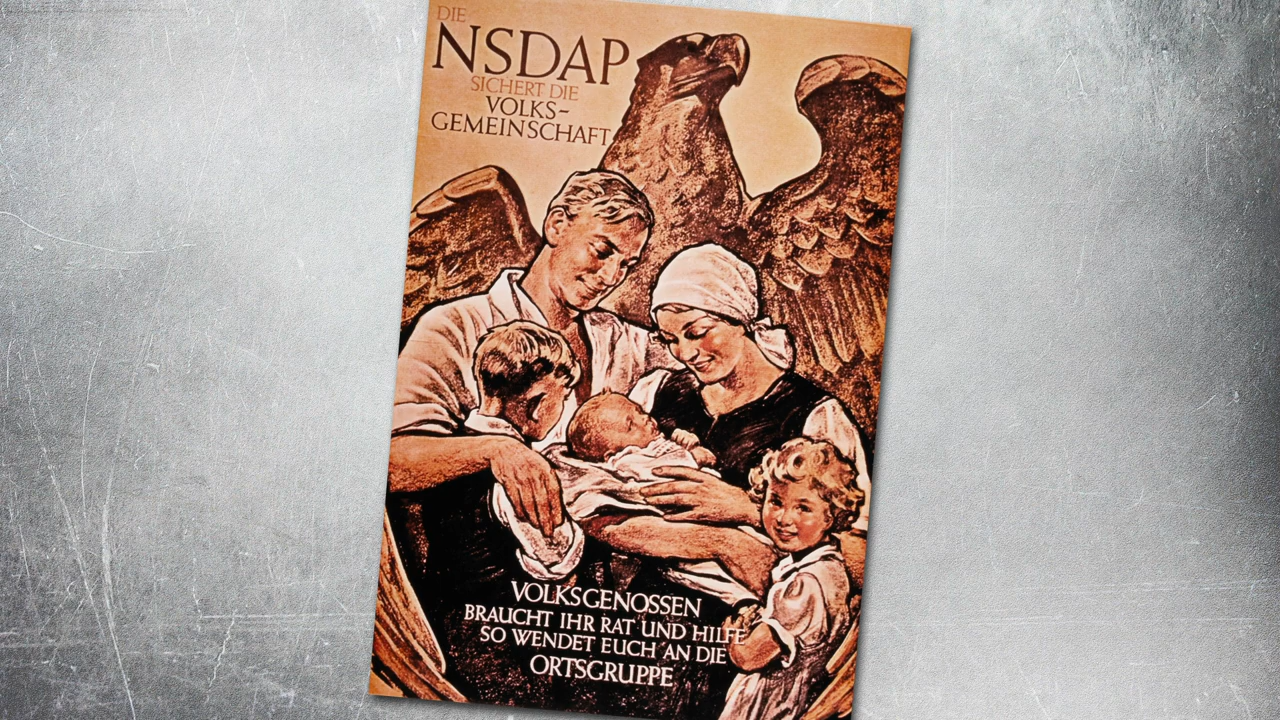 DIE
NSDAP
SICHERT DIE
VOLKS-
GEMEINSCHAFT
VOLKSGENOSSEN
BRAUCHT IHR RAT UND HILFE
SO WENDET EUCH AN DIE
ORTSGRUPPE